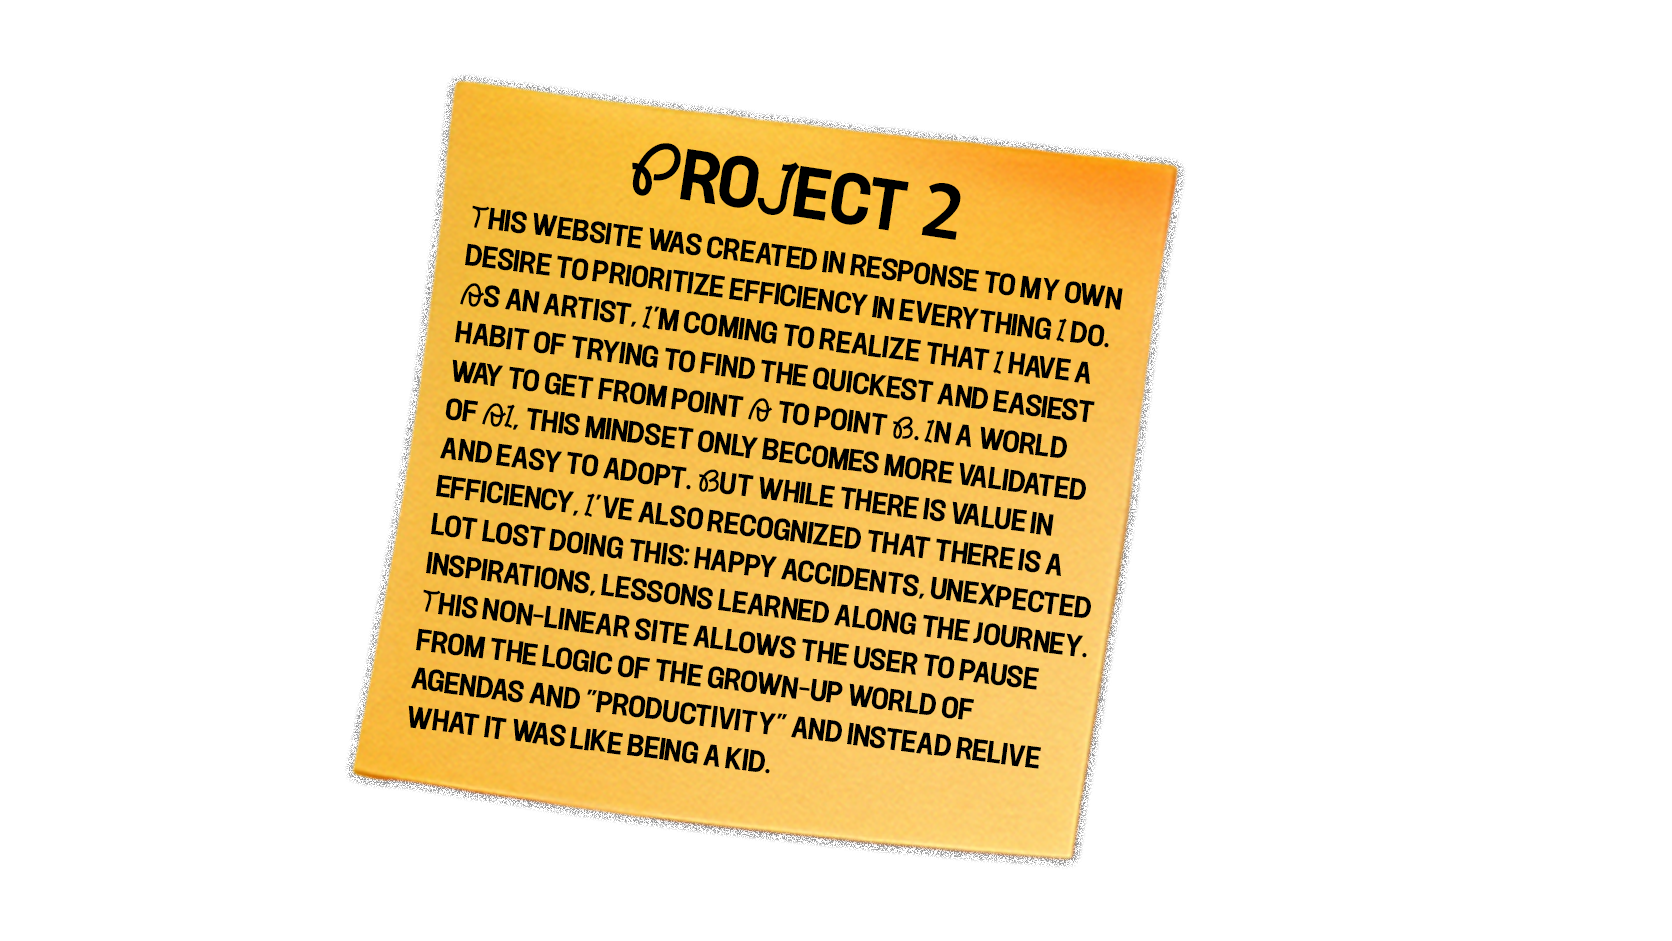 PROJECT 2
THIS WEBSITE WAS CREATED IN RESPONSE TO MY OWN
DESIRE TO PRIORITIZE EFFICIENCY IN EVERYTHING I DO.
AS AN ARTIST, I'M COMING TO REALIZE THAT I HAVE A
HABIT OF TRYING TO FIND THE QUICKEST AND EASIEST
WAY TO GET FROM POINT A TO POINT B. IN A WORLD
OF AI, THIS MINDSET ONLY BECOMES MORE VALIDATED
AND EASY TO ADOPT. BUT WHILE THERE IS VALUE IN
EFFICIENCY, I'VE ALSO RECOGNIZED THAT THERE IS A
LOT LOST DOING THIS: HAPPY ACCIDENTS, UNEXPECTED
INSPIRATIONS, LESSONS LEARNED ALONG THE JOURNEY.
THIS NON-LINEAR SITE ALLOWS THE USER TO PAUSE
FROM THE LOGIC OF THE GROWN-UP WORLD OF
AGENDAS AND "PRODUCTIVITY" AND INSTEAD RELIVE
WHAT IT WAS LIKE BEING A KID.